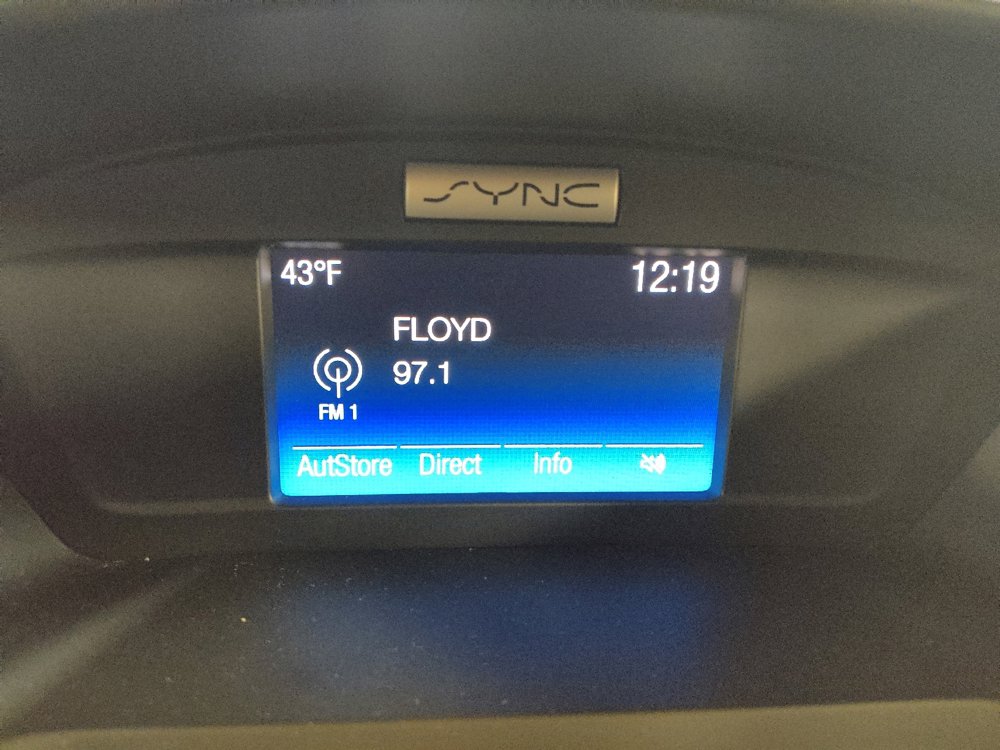 SYNC
43°F 12:19
FLOYD
97.1
FM 1
AutStore Direct Info